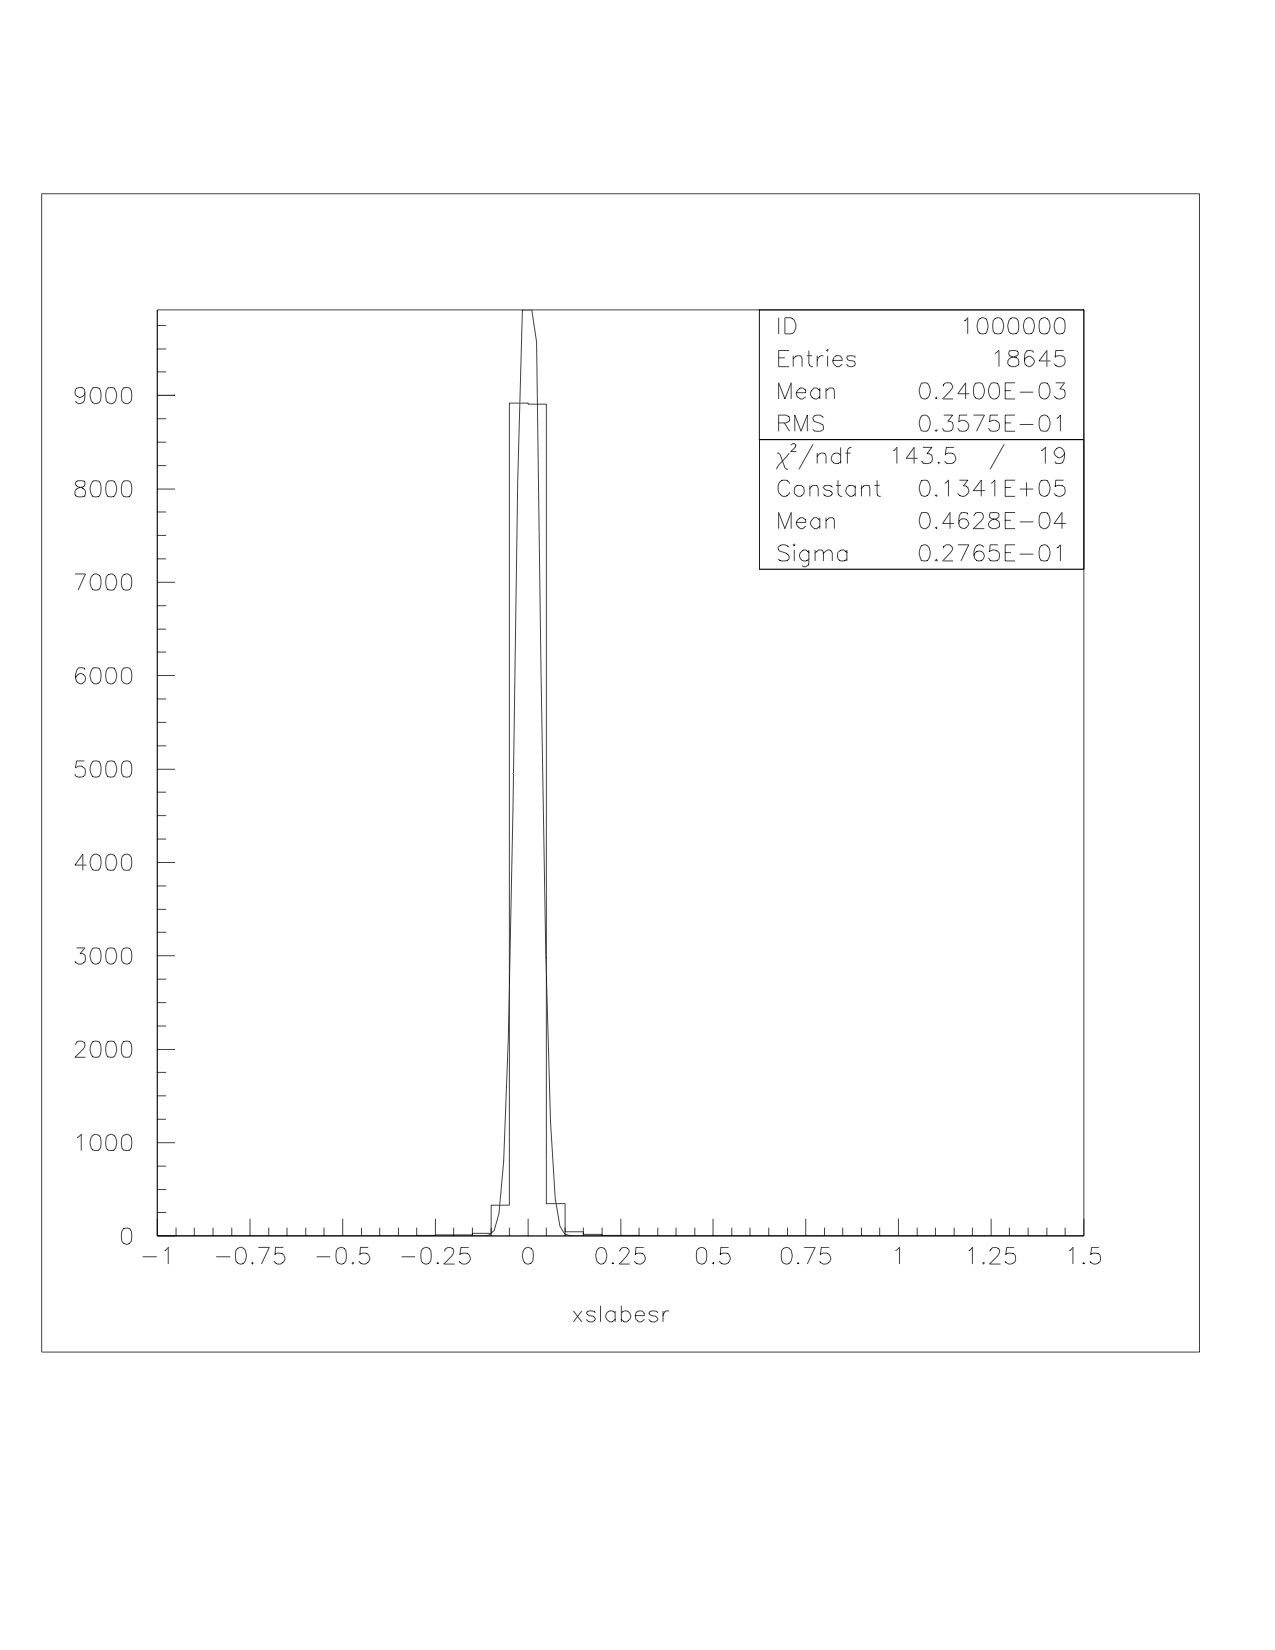 ID 1000000
Entries 18645
Mean 0.2400E−03
RMS 0.3575E−01
χ²/ndf 143.5 / 19
Constant 0.1341E+05
Mean 0.4628E−04
Sigma 0.2765E−01
9000
8000
7000
6000
5000
4000
3000
2000
1000
0
−1 −0.75 −0.5 −0.25 0 0.25 0.5 0.75 1 1.25 1.5
xslabesr